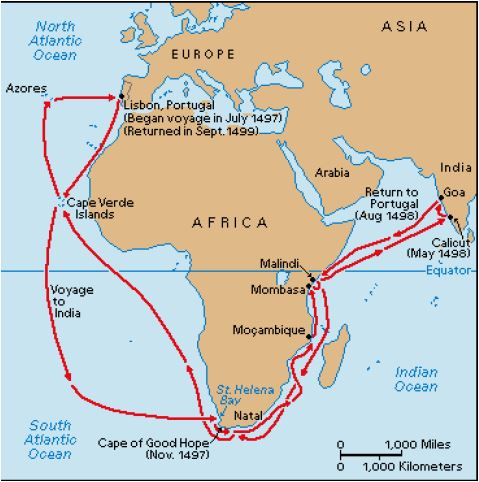 North
Atlantic
Ocean
ASIA
EUROPE
Azores
Lisbon, Portugal
(Began voyage in July 1497)
(Returned in Sept. 1499)
India
Arabia
Return to
Portugal
(Aug 1498)
Goa
Cape Verde
Islands
AFRICA
Calicut
(May 1498)
Malindi
Equator
Mombasa
Voyage
to
India
Moçambique
Indian
Ocean
St. Helena
Bay
Natal
South
Atlantic
Ocean
Cape of Good Hope
(Nov. 1497)
0 1,000 Miles
0 1,000 Kilometers